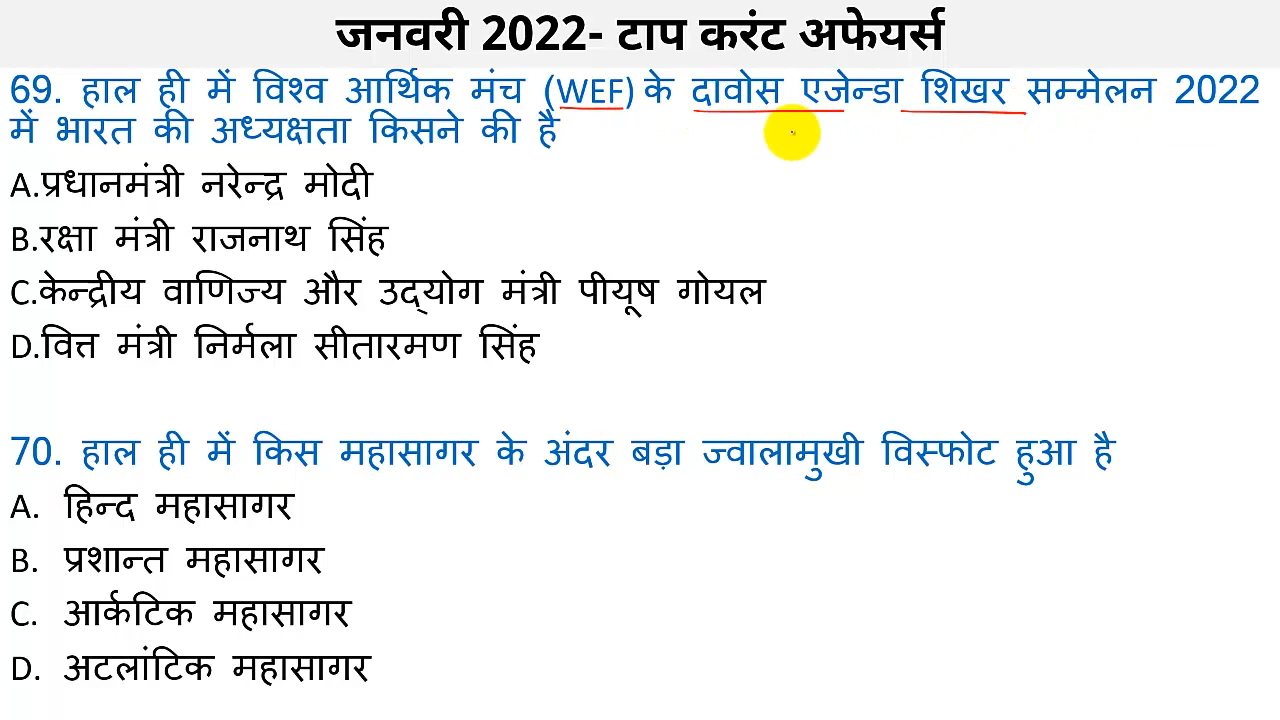 जनवरी 2022- टाप करंट अफेयर्स
69. हाल ही में विश्व आर्थिक मंच (WEF) के दावोस एजेन्डा शिखर सम्मेलन 2022
में भारत की अध्यक्षता किसने की है
A.प्रधानमंत्री नरेन्द्र मोदी
B.रक्षा मंत्री राजनाथ सिंह
C.केन्द्रीय वाणिज्य और उद्योग मंत्री पीयूष गोयल
D.वित्त मंत्री निर्मला सीतारमण सिंह
70. हाल ही में किस महासागर के अंदर बड़ा ज्वालामुखी विस्फोट हुआ है
A. हिन्द महासागर
B. प्रशान्त महासागर
C. आर्कटिक महासागर
D. अटलांटिक महासागर